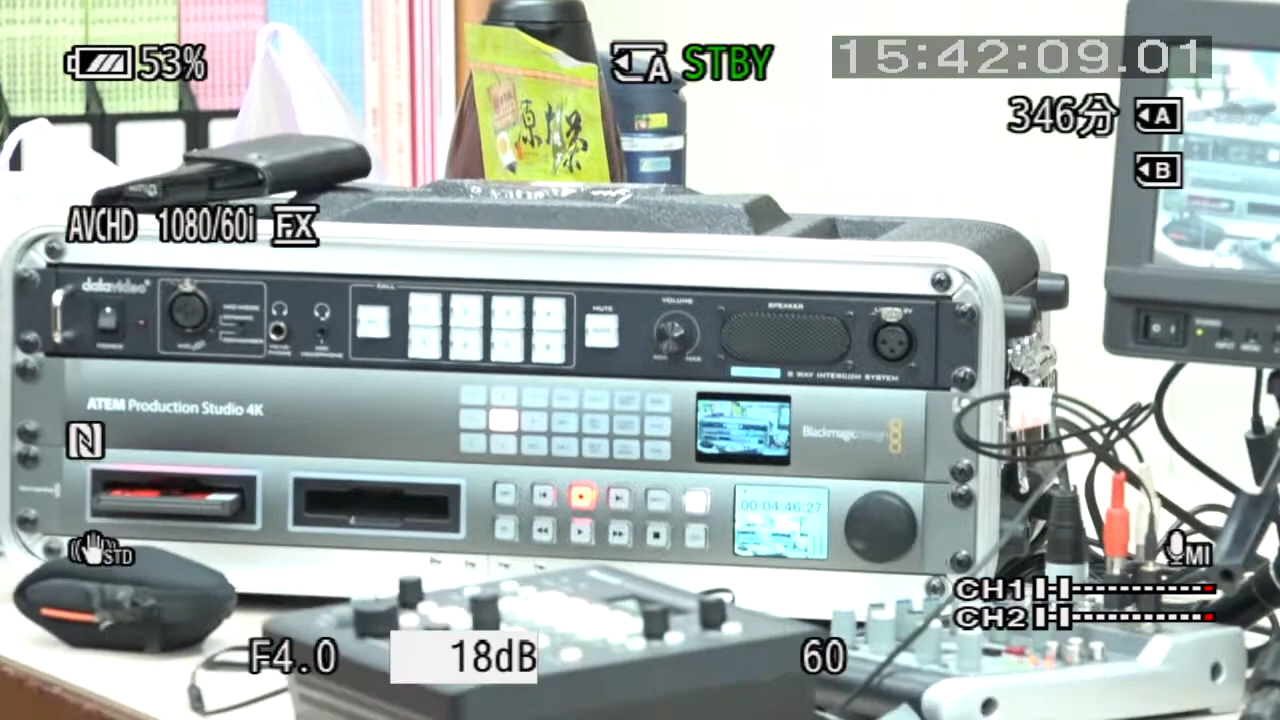 53%
A STBY
15:42:09.01
346分
A
B
AVCHD 1080/60i FX
原 茶
datavideo
CALL
MUTE
VOLUME
SPEAKER
POWER
8 WAY INTERCOM SYSTEM
ATEM Production Studio 4K
Blackmagicdesign
N
00:04:46:27
STD
MI
CH1
CH2
F4.0
18dB
60